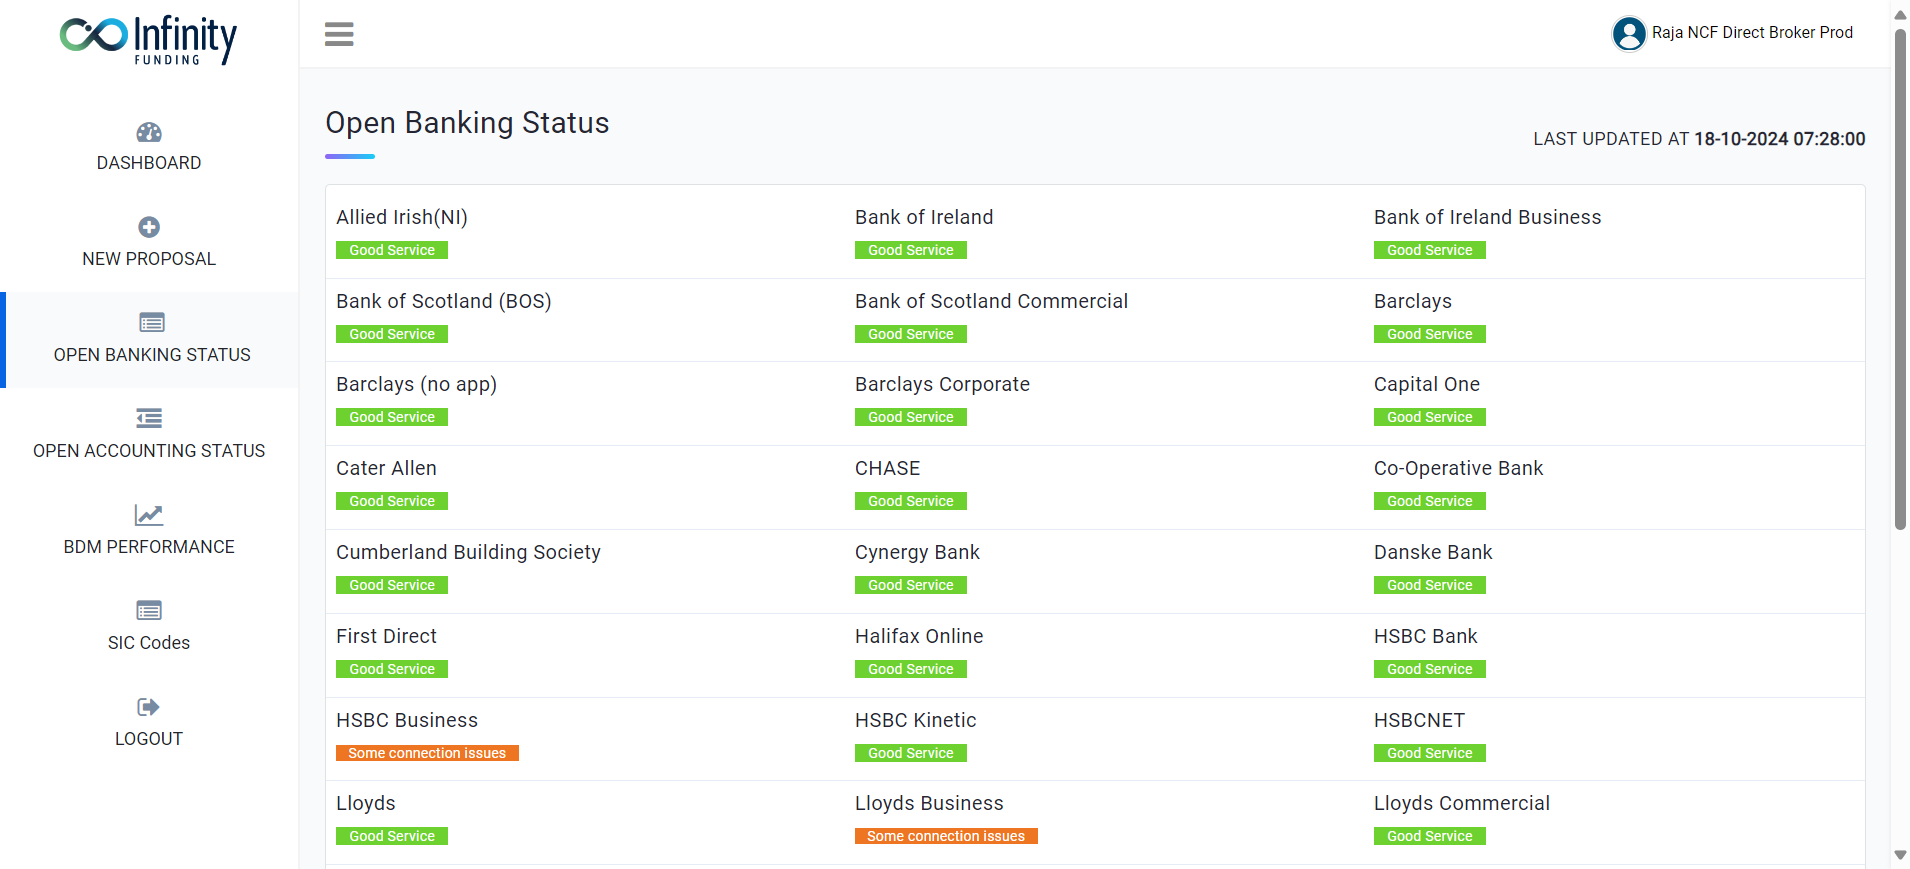 Infinity
FUNDING
Raja NCF Direct Broker Prod
DASHBOARD
NEW PROPOSAL
OPEN BANKING STATUS
OPEN ACCOUNTING STATUS
BDM PERFORMANCE
SIC Codes
LOGOUT
Open Banking Status
LAST UPDATED AT 18-10-2024 07:28:00
Allied Irish(NI)
Good Service
Bank of Ireland
Good Service
Bank of Ireland Business
Good Service
Bank of Scotland (BOS)
Good Service
Bank of Scotland Commercial
Good Service
Barclays
Good Service
Barclays (no app)
Good Service
Barclays Corporate
Good Service
Capital One
Good Service
Cater Allen
Good Service
CHASE
Good Service
Co-Operative Bank
Good Service
Cumberland Building Society
Good Service
Cynergy Bank
Good Service
Danske Bank
Good Service
First Direct
Good Service
Halifax Online
Good Service
HSBC Bank
Good Service
HSBC Business
Some connection issues
HSBC Kinetic
Good Service
HSBCNET
Good Service
Lloyds
Good Service
Lloyds Business
Some connection issues
Lloyds Commercial
Good Service